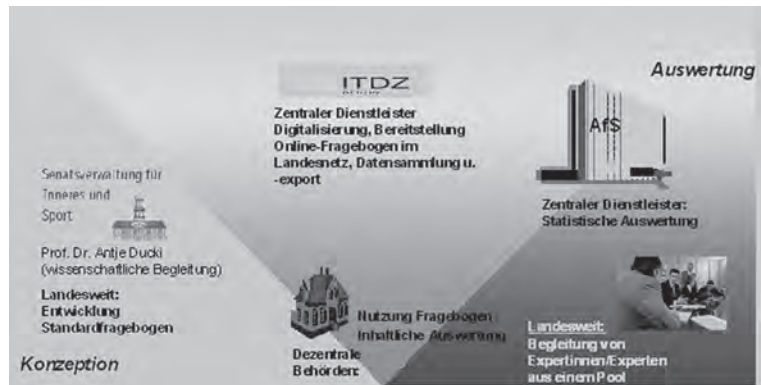 Auswertung
ITDZ
BERLIN
Zentraler Dienstleister
Digitalisierung, Bereitstellung
Online-Fragebogen im
Landesnetz, Datensammlung u.
-export
AfS
Zentraler Dienstleister:
Statistische Auswertung
Senatsverwaltung für
Inneres und
Sport
Prof. Dr. Antje Ducki
(wissenschaftliche Begleitung)
Landesweit:
Entwicklung
Standardfragebogen
Nutzung Fragebogen
Inhaltliche Auswertung
Dezentrale
Behörden:
Landesweit:
Begleitung von
Expertinnen/Experten
aus einem Pool
Konzeption